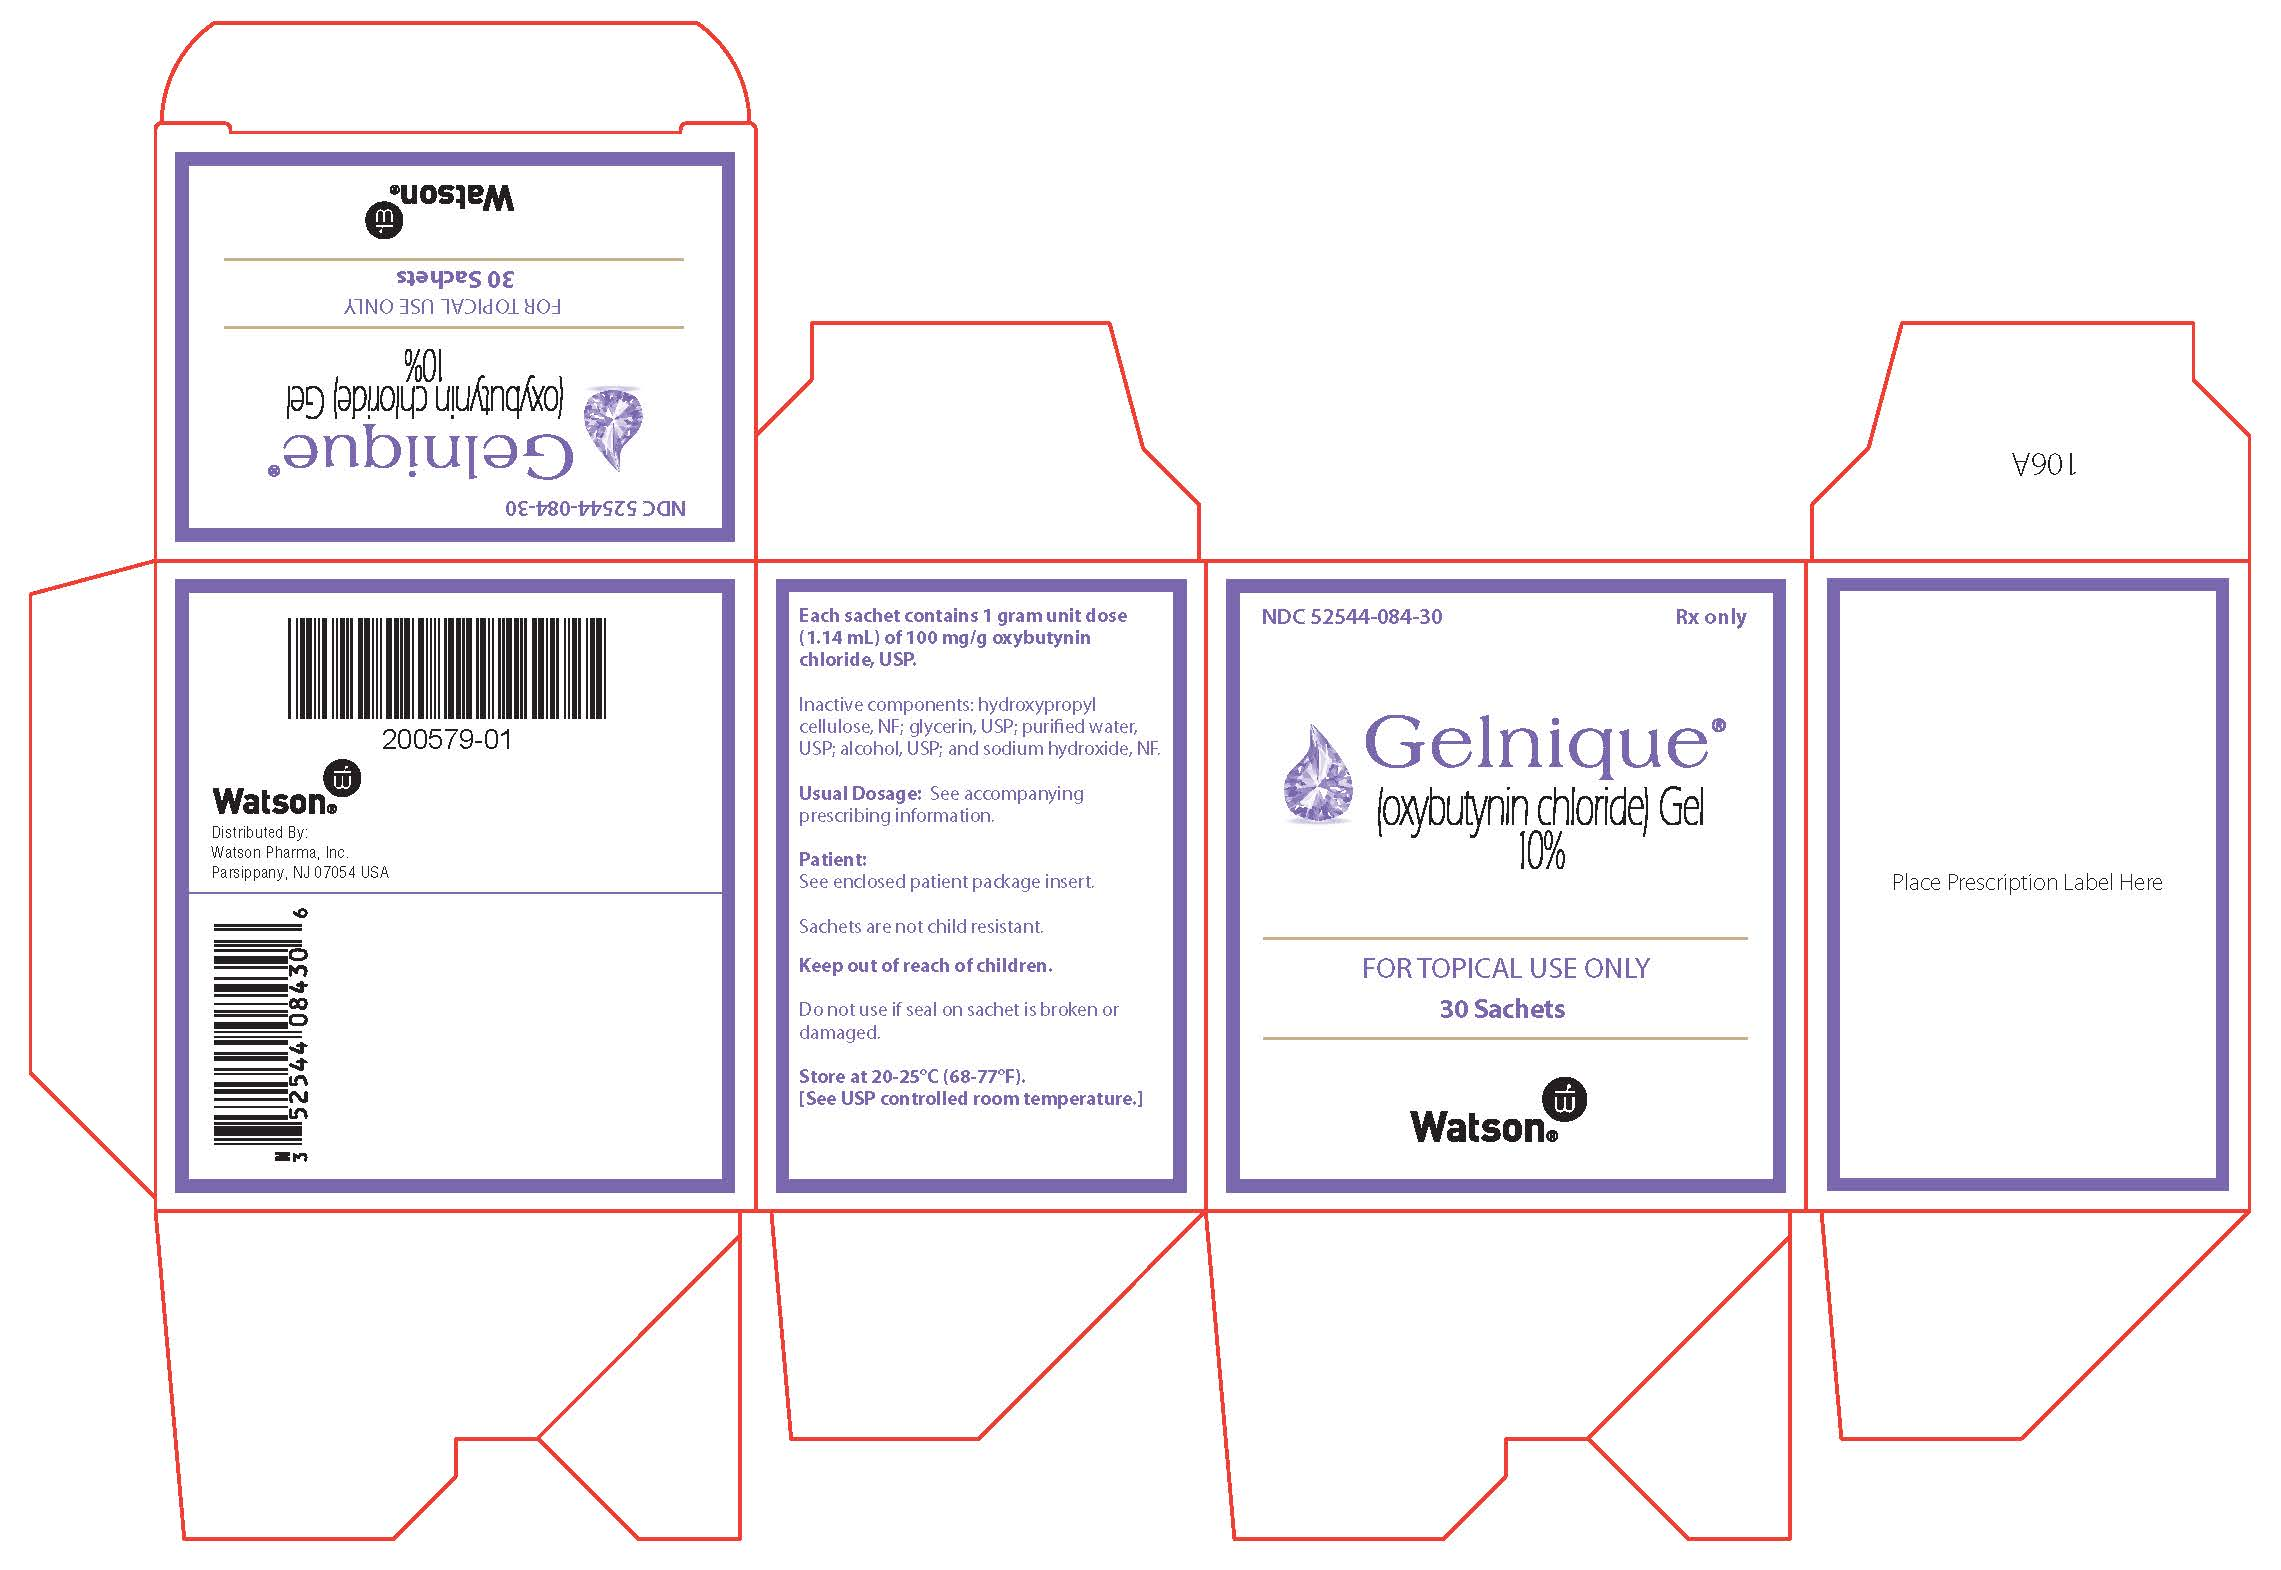 Watson®
30 Sachets
FOR TOPICAL USE ONLY
10%
(oxybutynin chloride) Gel
Gelnique®
NDC 52544-084-30
106A
200579-01
Watson®
Distributed By:
Watson Pharma, Inc.
Parsippany, NJ 07054 USA
N
3 52544 08430 6
Each sachet contains 1 gram unit dose
(1.14 mL) of 100 mg/g oxybutynin
chloride, USP.
Inactive components: hydroxypropyl
cellulose, NF; glycerin, USP; purified water,
USP; alcohol, USP; and sodium hydroxide, NF.
Usual Dosage: See accompanying
prescribing information.
Patient:
See enclosed patient package insert.
Sachets are not child resistant.
Keep out of reach of children.
Do not use if seal on sachet is broken or
damaged.
Store at 20-25°C (68-77°F).
[See USP controlled room temperature.]
NDC 52544-084-30 Rx only
Gelnique®
(oxybutynin chloride) Gel
10%
FOR TOPICAL USE ONLY
30 Sachets
Watson®
Place Prescription Label Here